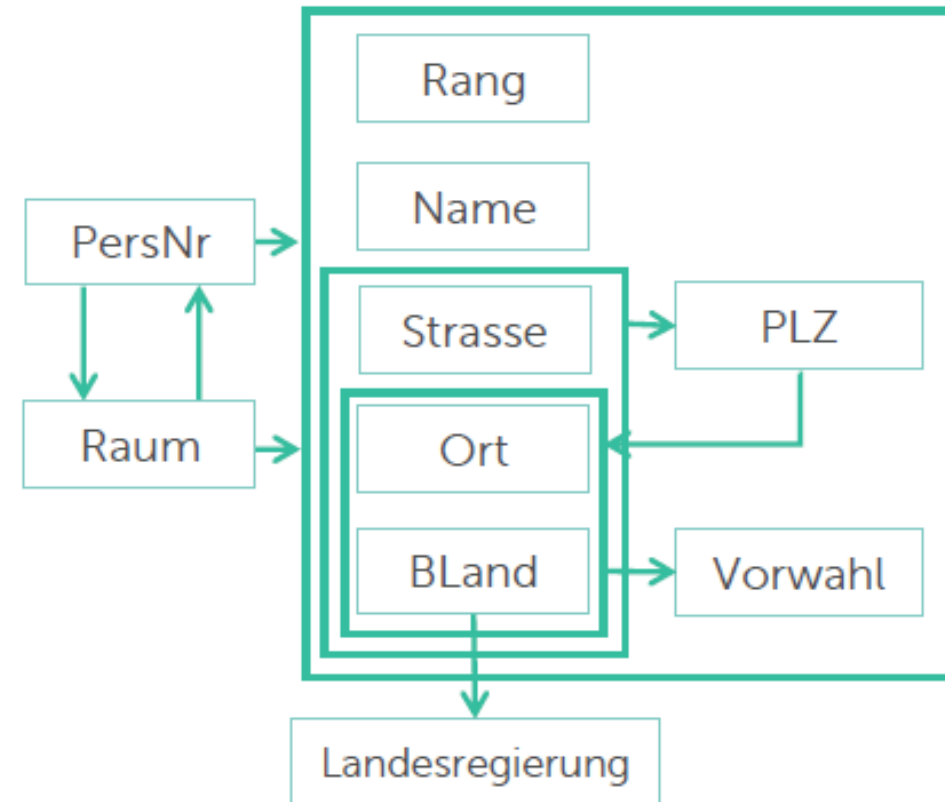 Rang
Name
PersNr
Strasse
PLZ
Raum
Ort
BLand
Vorwahl
Landesregierung